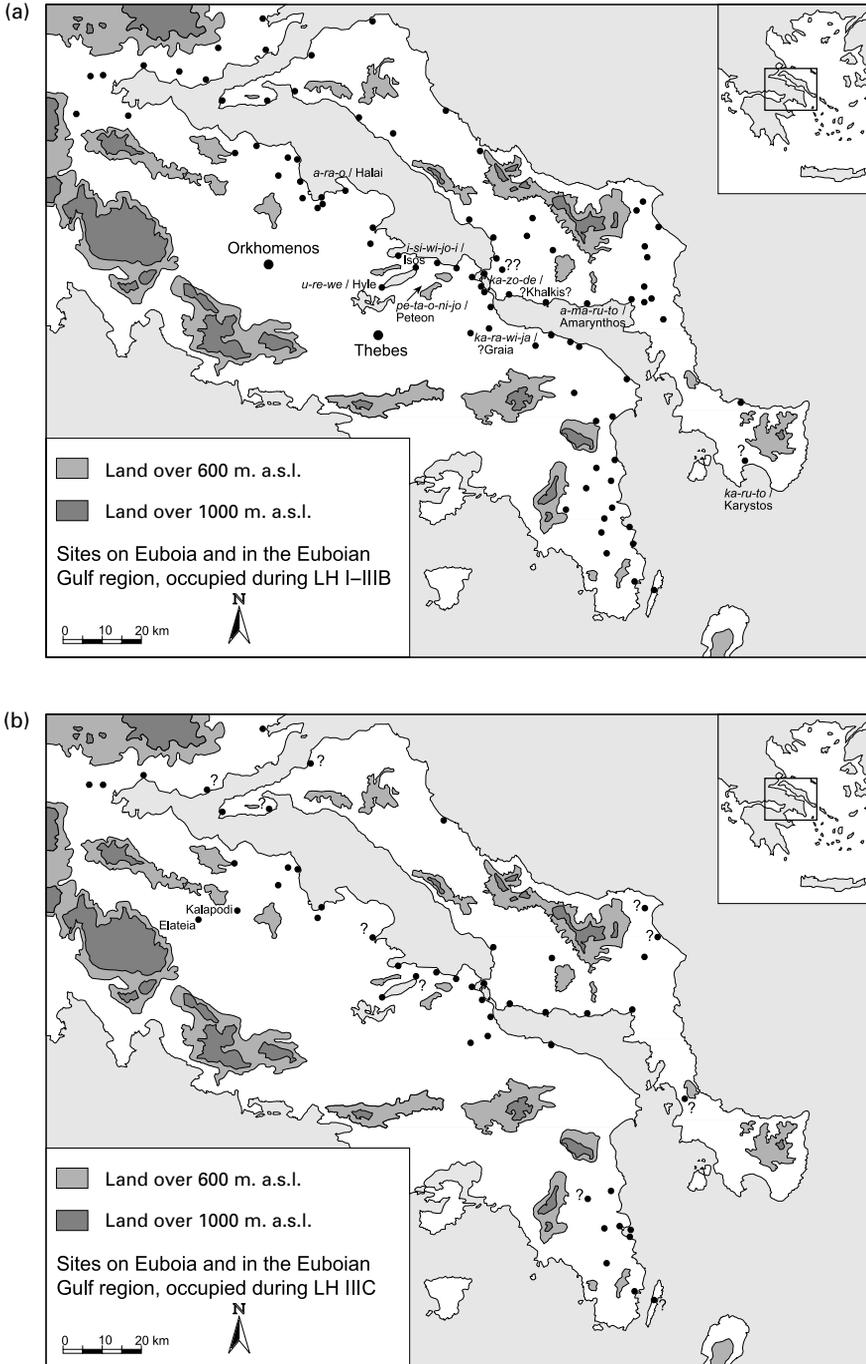 (a)
a-ra-o / Halai
Orkhomenos
i-si-wi-jo-i /
Isos
??
u-re-we / Hyle
ka-zo-de /
?Khalkis?
pe-ta-o-ni-jo /
Peteon
a-ma-ru-to /
Amarynthos
Thebes
ka-ra-wi-ja /
?Graia
?
ka-ru-to /
Karystos
Land over 600 m. a.s.l.
Land over 1000 m. a.s.l.
Sites on Euboia and in the Euboian
Gulf region, occupied during LH I–IIIB
N
0 10 20 km
(b)
?
?
?
Kalapodi
Elateia
?
?
?
?
?
?
?
Land over 600 m. a.s.l.
Land over 1000 m. a.s.l.
Sites on Euboia and in the Euboian
Gulf region, occupied during LH IIIC
N
0 10 20 km